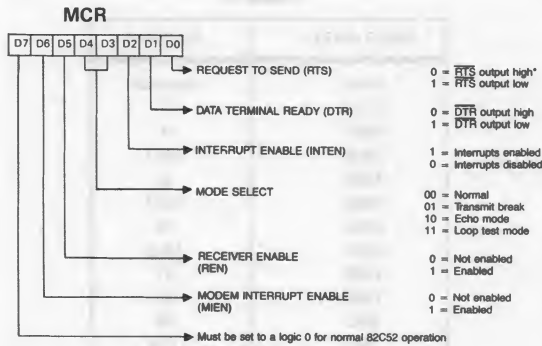 MCR
D7 D6 D5 D4 D3 D2 D1 D0
REQUEST TO SEND (RTS)
0 = R̅T̅S̅ output high*
1 = R̅T̅S̅ output low
DATA TERMINAL READY (DTR)
0 = D̅T̅R̅ output high
1 = D̅T̅R̅ output low
INTERRUPT ENABLE (INTEN)
1 = Interrupts enabled
0 = Interrupts disabled
MODE SELECT
00 = Normal
01 = Transmit break
10 = Echo mode
11 = Loop test mode
RECEIVER ENABLE
(REN)
0 = Not enabled
1 = Enabled
MODEM INTERRUPT ENABLE
(MIEN)
0 = Not enabled
1 = Enabled
Must be set to a logic 0 for normal 82C52 operation